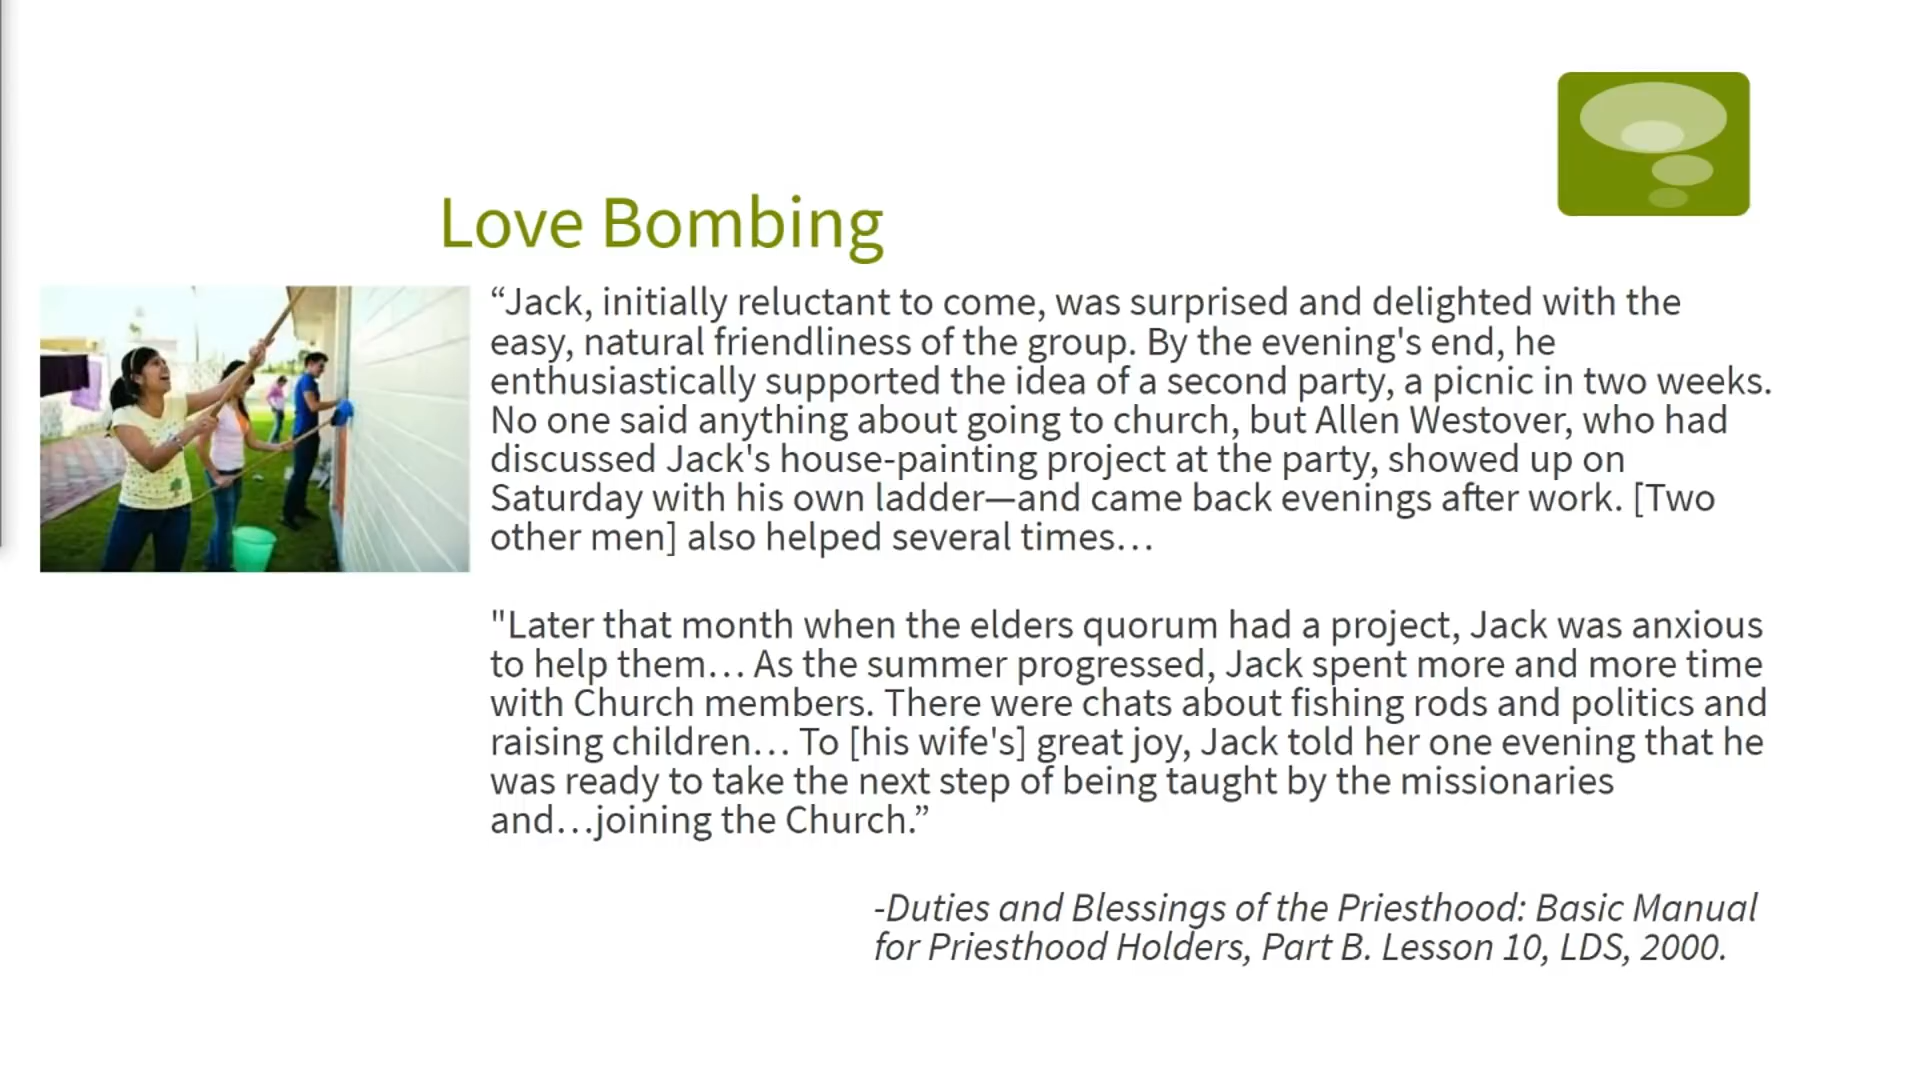 Love Bombing
“Jack, initially reluctant to come, was surprised and delighted with the
easy, natural friendliness of the group. By the evening's end, he
enthusiastically supported the idea of a second party, a picnic in two weeks.
No one said anything about going to church, but Allen Westover, who had
discussed Jack's house-painting project at the party, showed up on
Saturday with his own ladder—and came back evenings after work. [Two
other men] also helped several times…
"Later that month when the elders quorum had a project, Jack was anxious
to help them… As the summer progressed, Jack spent more and more time
with Church members. There were chats about fishing rods and politics and
raising children… To [his wife's] great joy, Jack told her one evening that he
was ready to take the next step of being taught by the missionaries
and…joining the Church.”
-Duties and Blessings of the Priesthood: Basic Manual
for Priesthood Holders, Part B. Lesson 10, LDS, 2000.